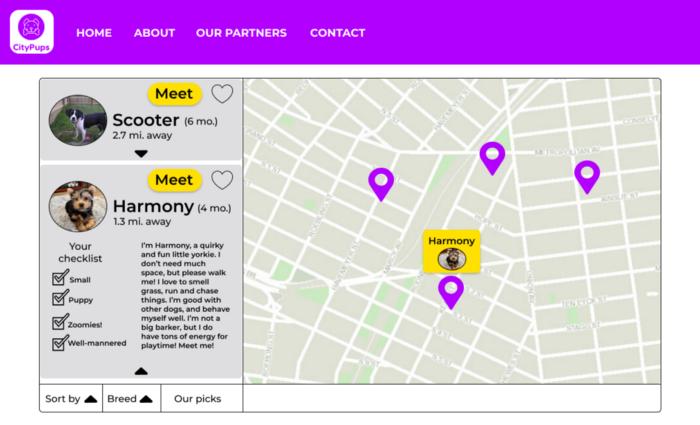 CityPups
HOME
ABOUT
OUR PARTNERS
CONTACT
Meet
Scooter (6 mo.)
2.7 mi. away
Meet
Harmony (4 mo.)
1.3 mi. away
Your
checklist
Small
Puppy
Zoomies!
Well-mannered
I'm Harmony, a quirky
and fun little yorkie. I
don't need much
space, but please walk
me! I love to smell
grass, run and chase
things. I'm good with
other dogs, and behave
myself well. I'm not a
big barker, but I do
have tons of energy for
playtime! Meet me!
Sort by
Breed
Our picks
METROPOLITAN AV
AINSLIE ST
Harmony